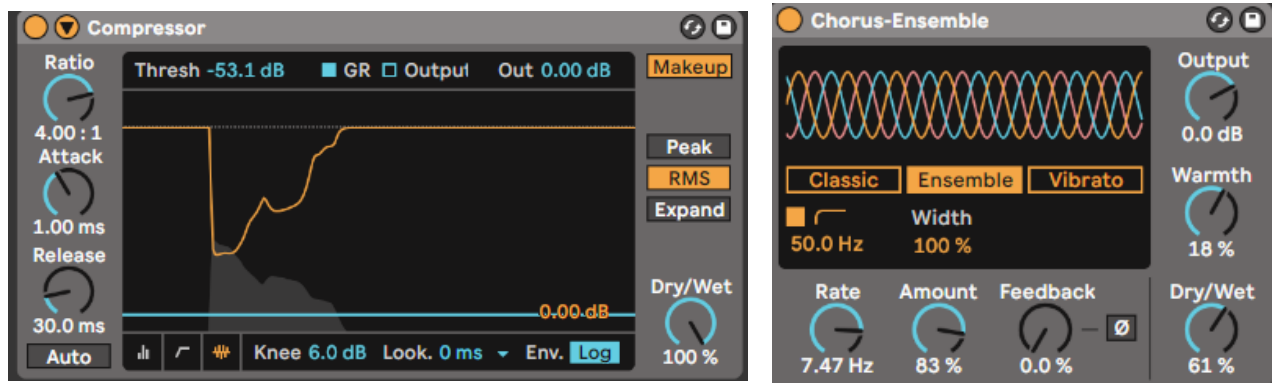 Compressor
Ratio
4.00 : 1
Attack
1.00 ms
Release
30.0 ms
Auto
Thresh -53.1 dB GR Output Out 0.00 dB
0.00 dB
Knee 6.0 dB Look. 0 ms Env. Log
Makeup
Peak
RMS
Expand
Dry/Wet
100 %
Chorus-Ensemble
Classic Ensemble Vibrato
50.0 Hz
Width
100 %
Output
0.0 dB
Warmth
18 %
Rate
7.47 Hz
Amount
83 %
Feedback
0.0 %
Ø
Dry/Wet
61 %